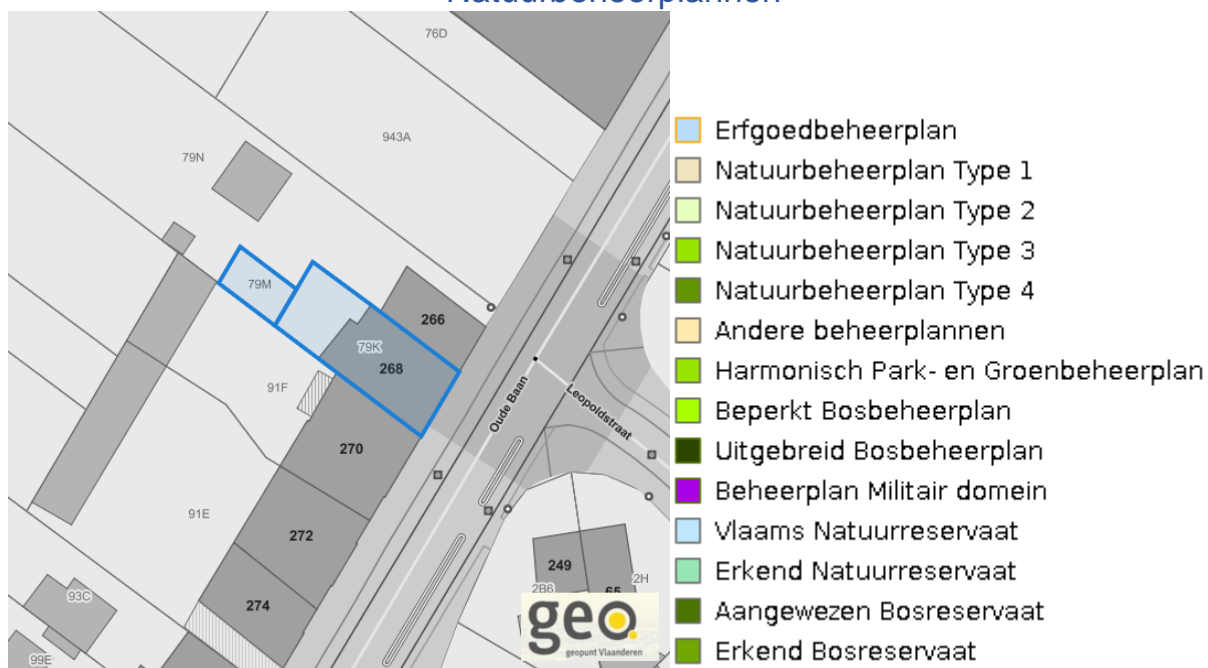 Natuurbeheerplannen
76D
943A
79N
79M
266
79K
268
91F
Oude Baan
Leopoldstraat
270
91E
272
249
2H
2B6
65
93C
274
99E
geo
geopunt Vlaanderen
Erfgoedbeheerplan
Natuurbeheerplan Type 1
Natuurbeheerplan Type 2
Natuurbeheerplan Type 3
Natuurbeheerplan Type 4
Andere beheerplannen
Harmonisch Park- en Groenbeheerplan
Beperkt Bosbeheerplan
Uitgebreid Bosbeheerplan
Beheerplan Militair domein
Vlaams Natuurreservaat
Erkend Natuurreservaat
Aangewezen Bosreservaat
Erkend Bosreservaat